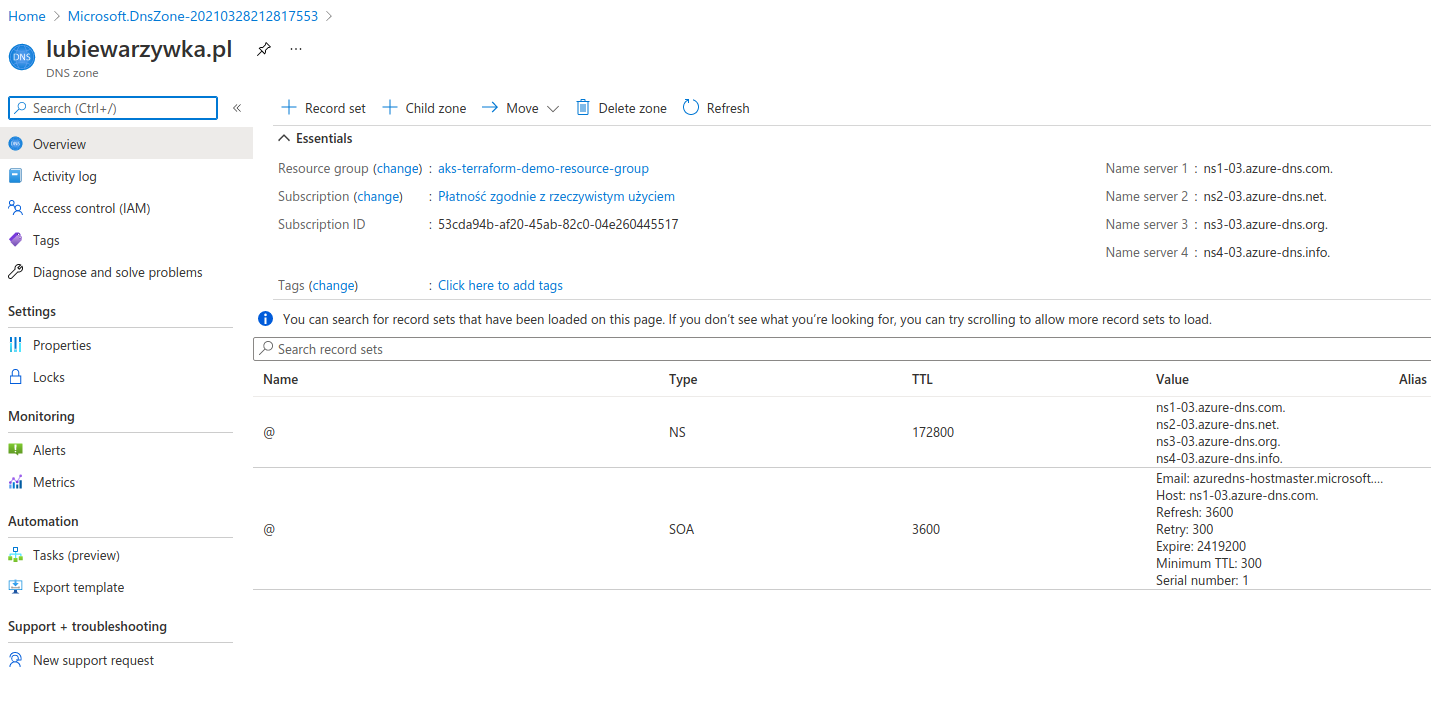 Home > Microsoft.DnsZone-20210328212817553 >
DNS
lubiewarzywka.pl ...
DNS zone
Search (Ctrl+/) «
Overview
Activity log
Access control (IAM)
Tags
Diagnose and solve problems
Settings
Properties
Locks
Monitoring
Alerts
Metrics
Automation
Tasks (preview)
Export template
Support + troubleshooting
New support request
Record set Child zone Move Delete zone Refresh
Essentials
Resource group (change) : aks-terraform-demo-resource-group
Subscription (change) : Płatność zgodnie z rzeczywistym użyciem
Subscription ID : 53cda94b-af20-45ab-82c0-04e260445517
Name server 1 : ns1-03.azure-dns.com.
Name server 2 : ns2-03.azure-dns.net.
Name server 3 : ns3-03.azure-dns.org.
Name server 4 : ns4-03.azure-dns.info.
Tags (change) : Click here to add tags
You can search for record sets that have been loaded on this page. If you don't see what you're looking for, you can try scrolling to allow more record sets to load.
Search record sets
Name Type TTL Value Alias
@ NS 172800
ns1-03.azure-dns.com.
ns2-03.azure-dns.net.
ns3-03.azure-dns.org.
ns4-03.azure-dns.info.
@ SOA 3600
Email: azuredns-hostmaster.microsoft....
Host: ns1-03.azure-dns.com.
Refresh: 3600
Retry: 300
Expire: 2419200
Minimum TTL: 300
Serial number: 1